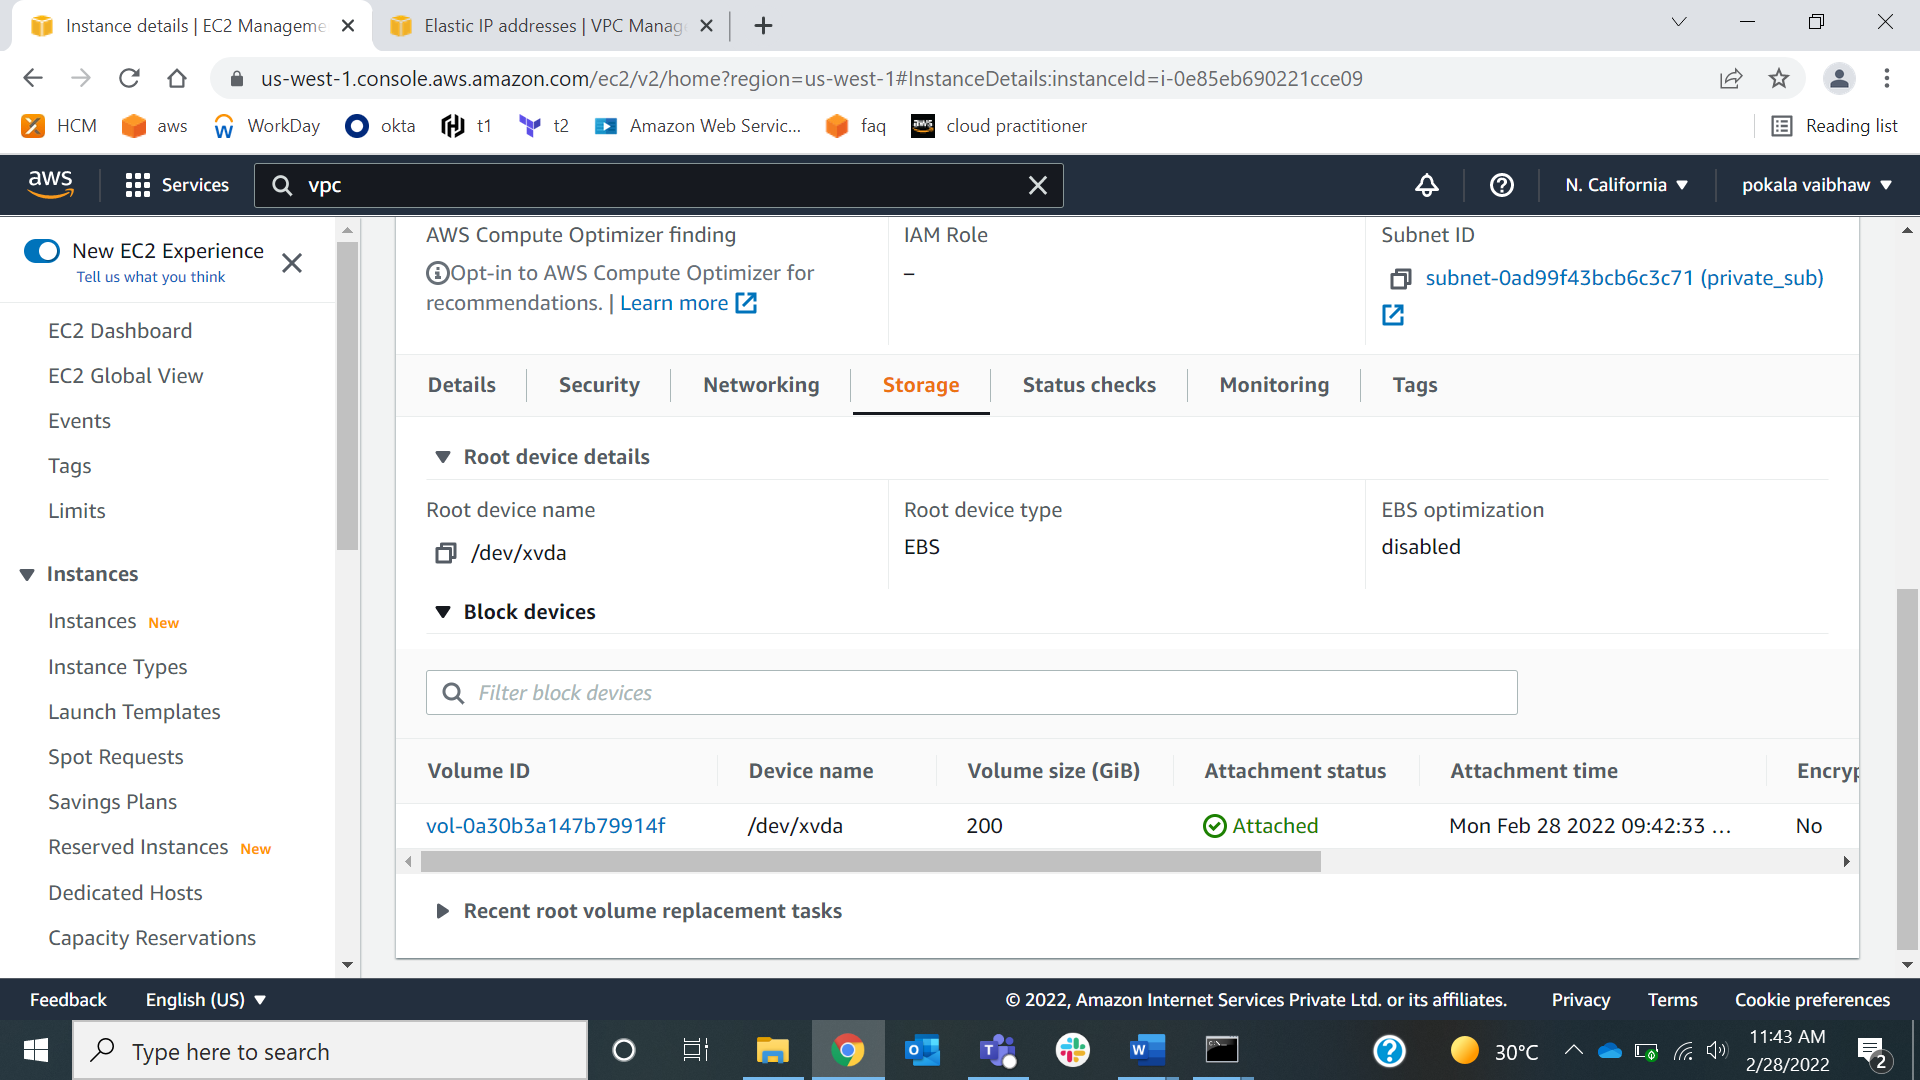 Instance details | EC2 Manageme
Elastic IP addresses | VPC Manag
us-west-1.console.aws.amazon.com/ec2/v2/home?region=us-west-1#InstanceDetails:instanceId=i-0e85eb690221cce09
HCM
aws
WorkDay
okta
t1
t2
Amazon Web Servic...
faq
aws
cloud practitioner
Reading list
aws
Services
vpc
N. California
pokala vaibhaw
New EC2 Experience
Tell us what you think
EC2 Dashboard
EC2 Global View
Events
Tags
Limits
Instances
Instances New
Instance Types
Launch Templates
Spot Requests
Savings Plans
Reserved Instances New
Dedicated Hosts
Capacity Reservations
AWS Compute Optimizer finding
Opt-in to AWS Compute Optimizer for
recommendations. | Learn more
IAM Role
–
Subnet ID
subnet-0ad99f43bcb6c3c71 (private_sub)
Details
Security
Networking
Storage
Status checks
Monitoring
Tags
Root device details
Root device name
/dev/xvda
Root device type
EBS
EBS optimization
disabled
Block devices
Filter block devices
Volume ID
Device name
Volume size (GiB)
Attachment status
Attachment time
Encryp
vol-0a30b3a147b79914f
/dev/xvda
200
Attached
Mon Feb 28 2022 09:42:33 ...
No
Recent root volume replacement tasks
Feedback
English (US)
© 2022, Amazon Internet Services Private Ltd. or its affiliates.
Privacy
Terms
Cookie preferences
Type here to search
30°C
11:43 AM
2/28/2022
2